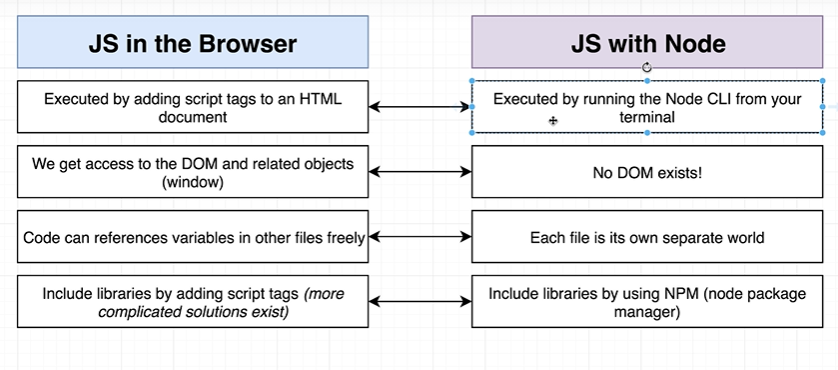 JS in the Browser
JS with Node
Executed by adding script tags to an HTML
document
Executed by running the Node CLI from your
terminal
We get access to the DOM and related objects
(window)
No DOM exists!
Code can references variables in other files freely
Each file is its own separate world
Include libraries by adding script tags (more
complicated solutions exist)
Include libraries by using NPM (node package
manager)